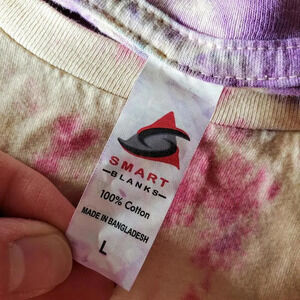 SMART
BLANKS
100% Cotton
MADE IN BANGLADESH
L